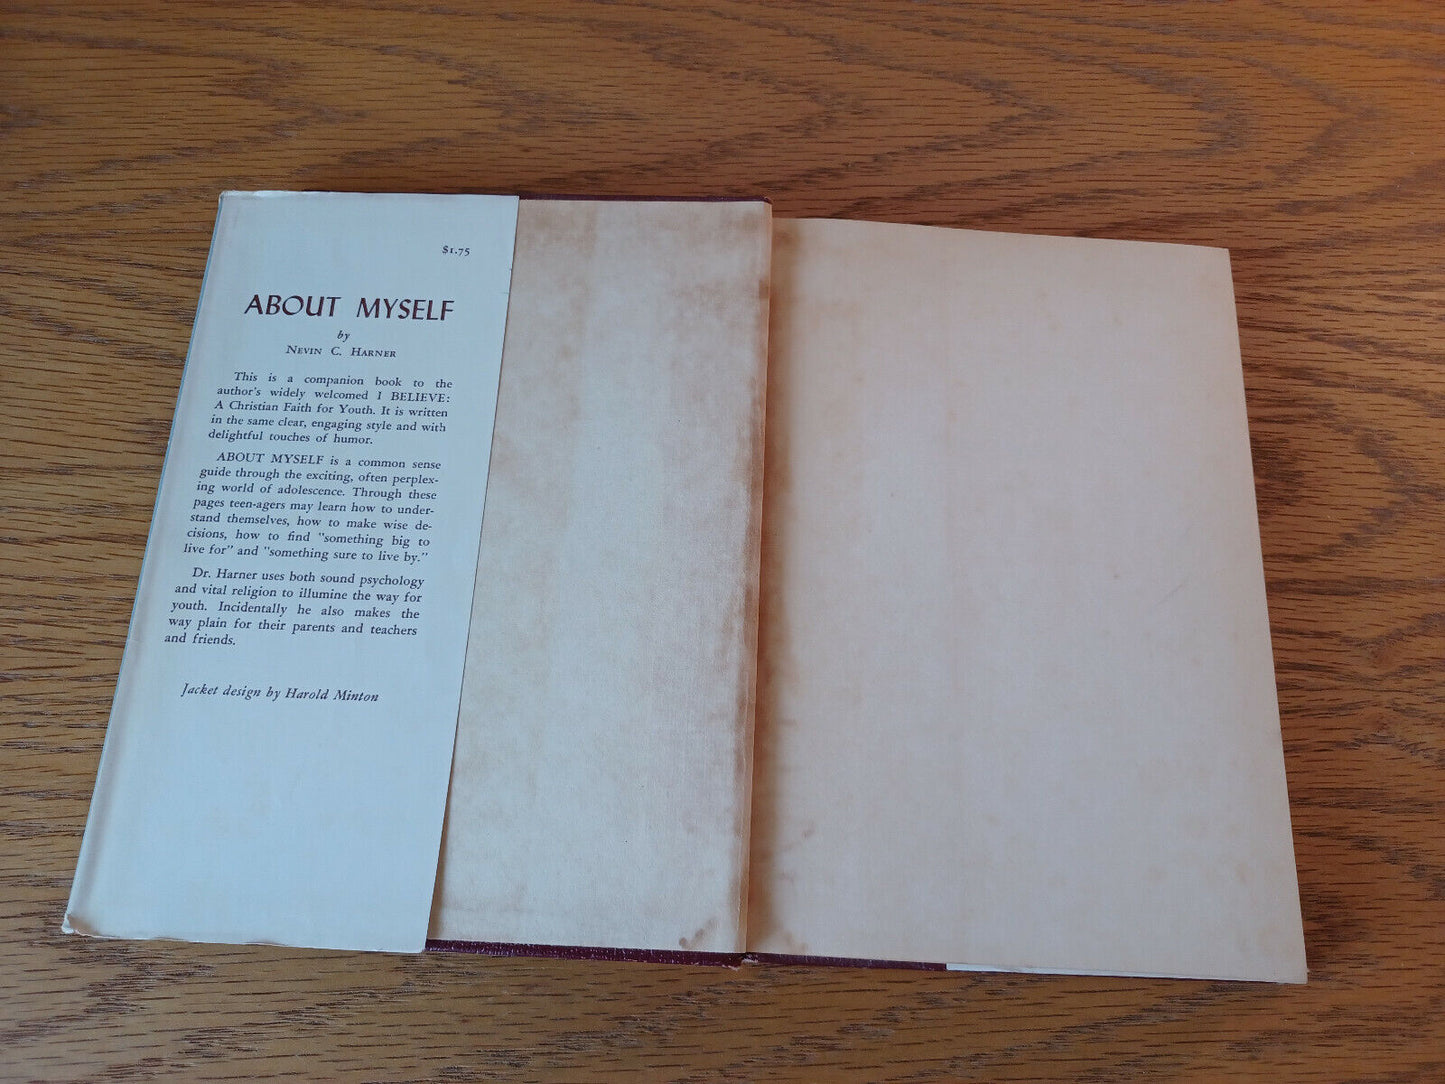 $1.75
ABOUT MYSELF
by
Nevin C. Harner
This is a companion book to the
author's widely welcomed I BELIEVE:
A Christian Faith for Youth. It is written
in the same clear, engaging style and with
delightful touches of humor.
ABOUT MYSELF is a common sense
guide through the exciting, often perplex-
ing world of adolescence. Through these
pages teen-agers may learn how to under-
stand themselves, how to make wise de-
cisions, how to find "something big to
live for" and "something sure to live by."
Dr. Harner uses both sound psychology
and vital religion to illumine the way for
youth. Incidentally he also makes the
way plain for their parents and teachers
and friends.
Jacket design by Harold Minton